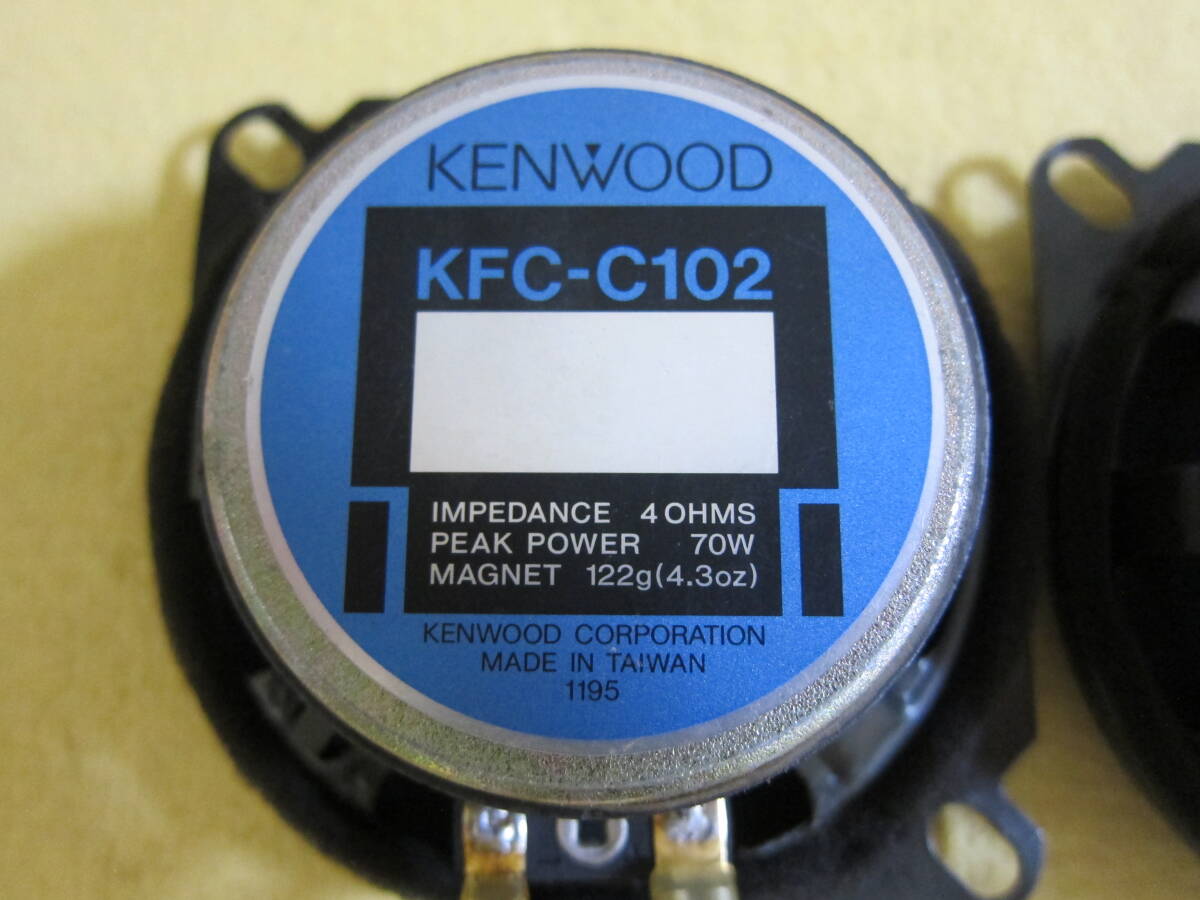 KENWOOD
KFC-C102
IMPEDANCE 4 OHMS
PEAK POWER 70W
MAGNET 122g(4.3oz)
KENWOOD CORPORATION
MADE IN TAIWAN
1195